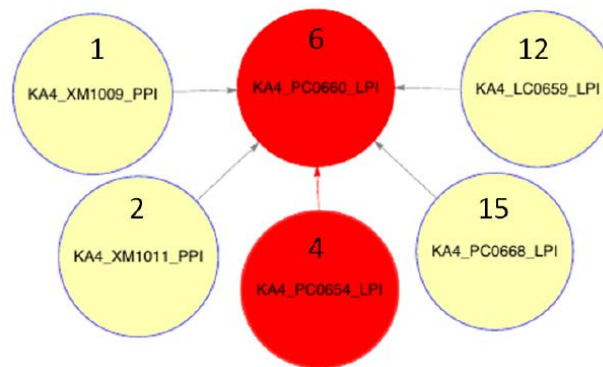 1
KA4_XM1009_PPI
6
KA4_PC0660_LPI
12
KA4_LC0659_LPI
2
KA4_XM1011_PPI
4
KA4_PC0654_LPI
15
KA4_PC0668_LPI